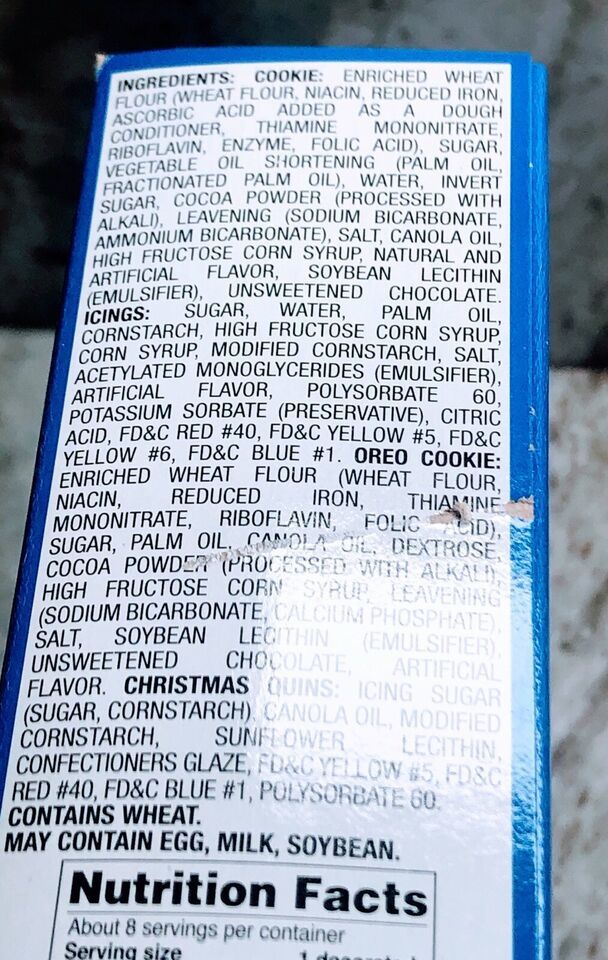 INGREDIENTS: COOKIE: ENRICHED WHEAT
FLOUR (WHEAT FLOUR, NIACIN, REDUCED IRON,
ASCORBIC ACID ADDED AS A DOUGH
CONDITIONER, THIAMINE MONONITRATE,
RIBOFLAVIN, ENZYME, FOLIC ACID), SUGAR,
VEGETABLE OIL SHORTENING (PALM OIL,
FRACTIONATED PALM OIL), WATER, INVERT
SUGAR, COCOA POWDER (PROCESSED WITH
ALKALI), LEAVENING (SODIUM BICARBONATE,
AMMONIUM BICARBONATE), SALT, CANOLA OIL,
HIGH FRUCTOSE CORN SYRUP, NATURAL AND
ARTIFICIAL FLAVOR, SOYBEAN LECITHIN
(EMULSIFIER), UNSWEETENED CHOCOLATE.
ICINGS: SUGAR, WATER, PALM OIL,
CORNSTARCH, HIGH FRUCTOSE CORN SYRUP,
CORN SYRUP, MODIFIED CORNSTARCH, SALT,
ACETYLATED MONOGLYCERIDES (EMULSIFIER),
ARTIFICIAL FLAVOR, POLYSORBATE 60,
POTASSIUM SORBATE (PRESERVATIVE), CITRIC
ACID, FD&C RED #40, FD&C YELLOW #5, FD&C
YELLOW #6, FD&C BLUE #1. OREO COOKIE:
ENRICHED WHEAT FLOUR (WHEAT FLOUR,
NIACIN, REDUCED IRON, THIAMINE
MONONITRATE, RIBOFLAVIN, FOLIC ACID),
SUGAR, PALM OIL, CANOLA OIL, DEXTROSE,
COCOA POWDER (PROCESSED WITH ALKALI),
HIGH FRUCTOSE CORN SYRUP, LEAVENING
(SODIUM BICARBONATE, CALCIUM PHOSPHATE),
SALT, SOYBEAN LECITHIN (EMULSIFIER),
UNSWEETENED CHOCOLATE, ARTIFICIAL
FLAVOR. CHRISTMAS QUINS: ICING SUGAR
(SUGAR, CORNSTARCH), CANOLA OIL, MODIFIED
CORNSTARCH, SUNFLOWER LECITHIN,
CONFECTIONERS GLAZE, FD&C YELLOW #5, FD&C
RED #40, FD&C BLUE #1, POLYSORBATE 60.
CONTAINS WHEAT.
MAY CONTAIN EGG, MILK, SOYBEAN.
Nutrition Facts
About 8 servings per container
Serving size 1